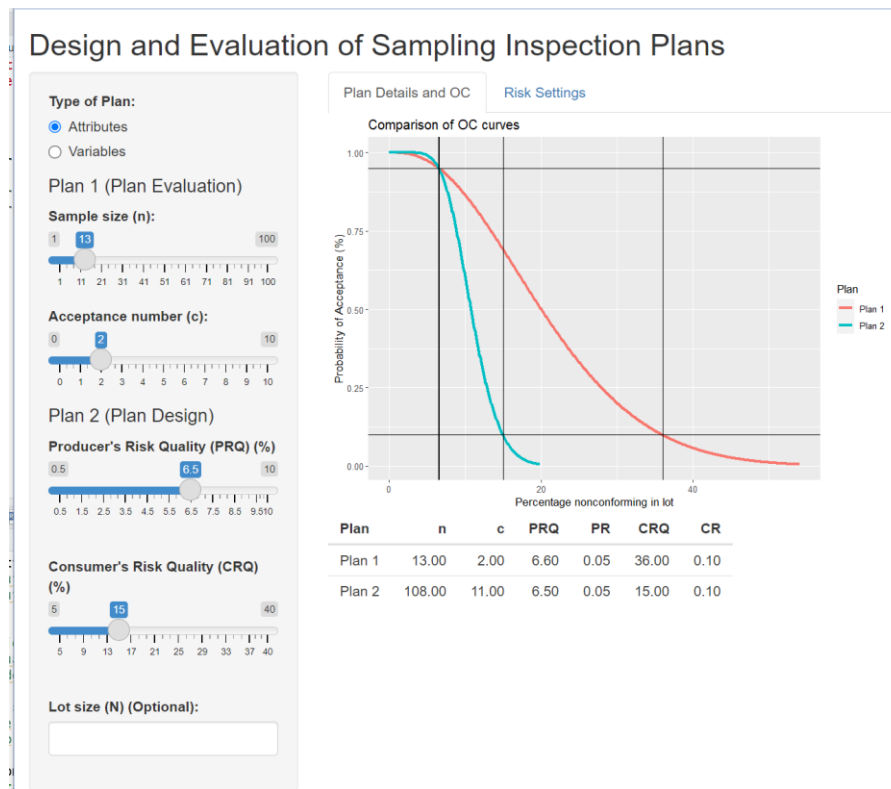 Design and Evaluation of Sampling Inspection Plans
Type of Plan:
Attributes
Variables
Plan 1 (Plan Evaluation)
Sample size (n):
1 13 100
1 11 21 31 41 51 61 71 81 91 100
Acceptance number (c):
0 2 10
0 1 2 3 4 5 6 7 8 9 10
Plan 2 (Plan Design)
Producer's Risk Quality (PRQ) (%)
0.5 6.5 10
0.5 1.5 2.5 3.5 4.5 5.5 6.5 7.5 8.5 9.510
Consumer's Risk Quality (CRQ)
(%)
5 15 40
5 9 13 17 21 25 29 33 37 40
Lot size (N) (Optional):
Plan Details and OC Risk Settings
Comparison of OC curves
Probability of Acceptance (%)
1.00
0.75
0.50
0.25
0.00
0 20 40
Percentage nonconforming in lot
Plan
Plan 1
Plan 2
Plan n c PRQ PR CRQ CR
Plan 1 13.00 2.00 6.60 0.05 36.00 0.10
Plan 2 108.00 11.00 6.50 0.05 15.00 0.10